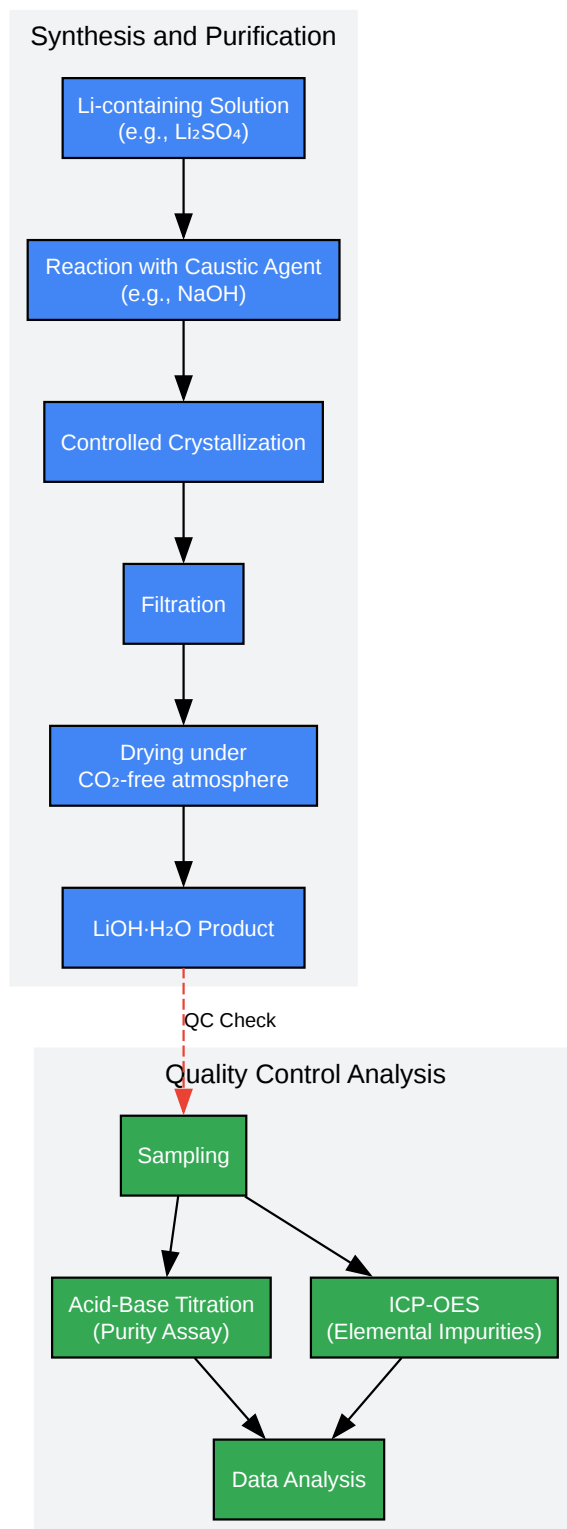 Synthesis and Purification
Li-containing Solution
(e.g., Li₂SO₄)
Reaction with Caustic Agent
(e.g., NaOH)
Controlled Crystallization
Filtration
Drying under
CO₂-free atmosphere
LiOH·H₂O Product
QC Check
Quality Control Analysis
Sampling
Acid-Base Titration
(Purity Assay)
ICP-OES
(Elemental Impurities)
Data Analysis